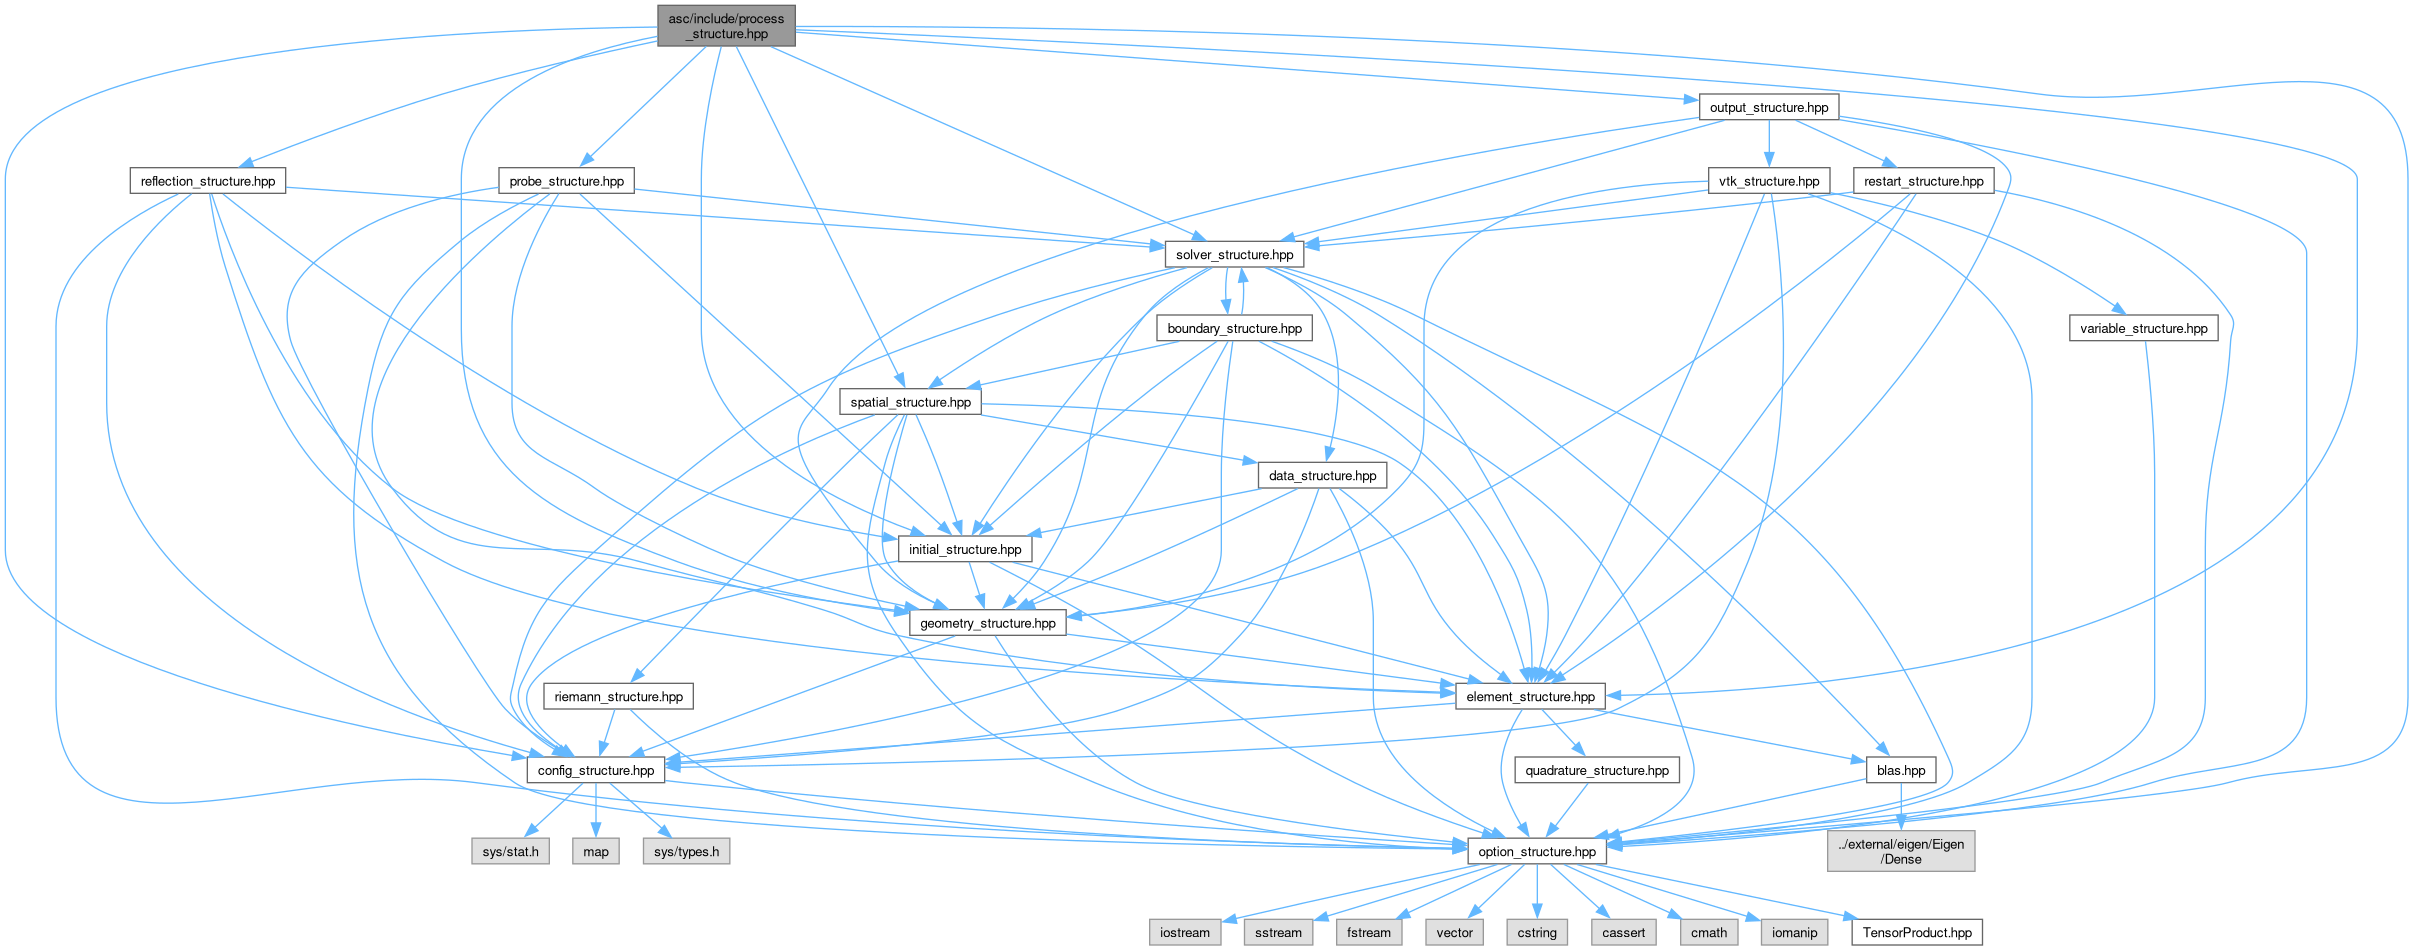 asc/include/process
_structure.hpp
output_structure.hpp
reflection_structure.hpp
probe_structure.hpp
vtk_structure.hpp
restart_structure.hpp
solver_structure.hpp
boundary_structure.hpp
variable_structure.hpp
spatial_structure.hpp
data_structure.hpp
initial_structure.hpp
geometry_structure.hpp
riemann_structure.hpp
element_structure.hpp
config_structure.hpp
quadrature_structure.hpp
blas.hpp
sys/stat.h
map
sys/types.h
option_structure.hpp
../external/eigen/Eigen
/Dense
iostream
sstream
fstream
vector
cstring
cassert
cmath
iomanip
TensorProduct.hpp